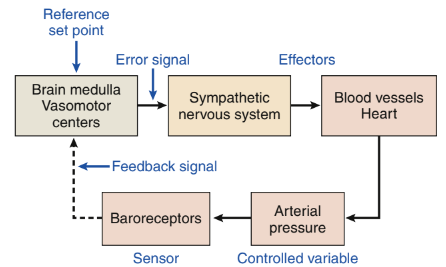 Reference
set point
Error signal
Effectors
Brain medulla
Vasomotor
centers
Sympathetic
nervous system
Blood vessels
Heart
Feedback signal
Baroreceptors
Arterial
pressure
Sensor
Controlled variable